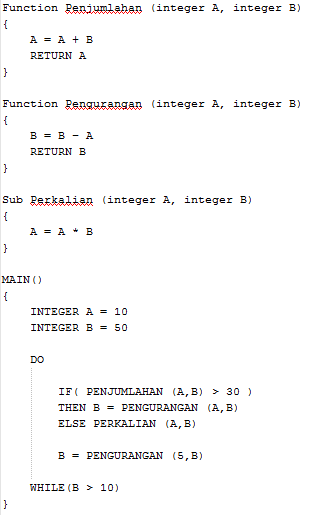 Function Penjumlahan (integer A, integer B)
{
A = A + B
RETURN A
}
Function Pengurangan (integer A, integer B)
{
B = B - A
RETURN B
}
Sub Perkalian (integer A, integer B)
{
A = A * B
}
MAIN()
{
INTEGER A = 10
INTEGER B = 50
DO
IF( PENJUMLAHAN (A,B) > 30 )
THEN B = PENGURANGAN (A,B)
ELSE PERKALIAN (A,B)
B = PENGURANGAN (5,B)
WHILE(B > 10)
}